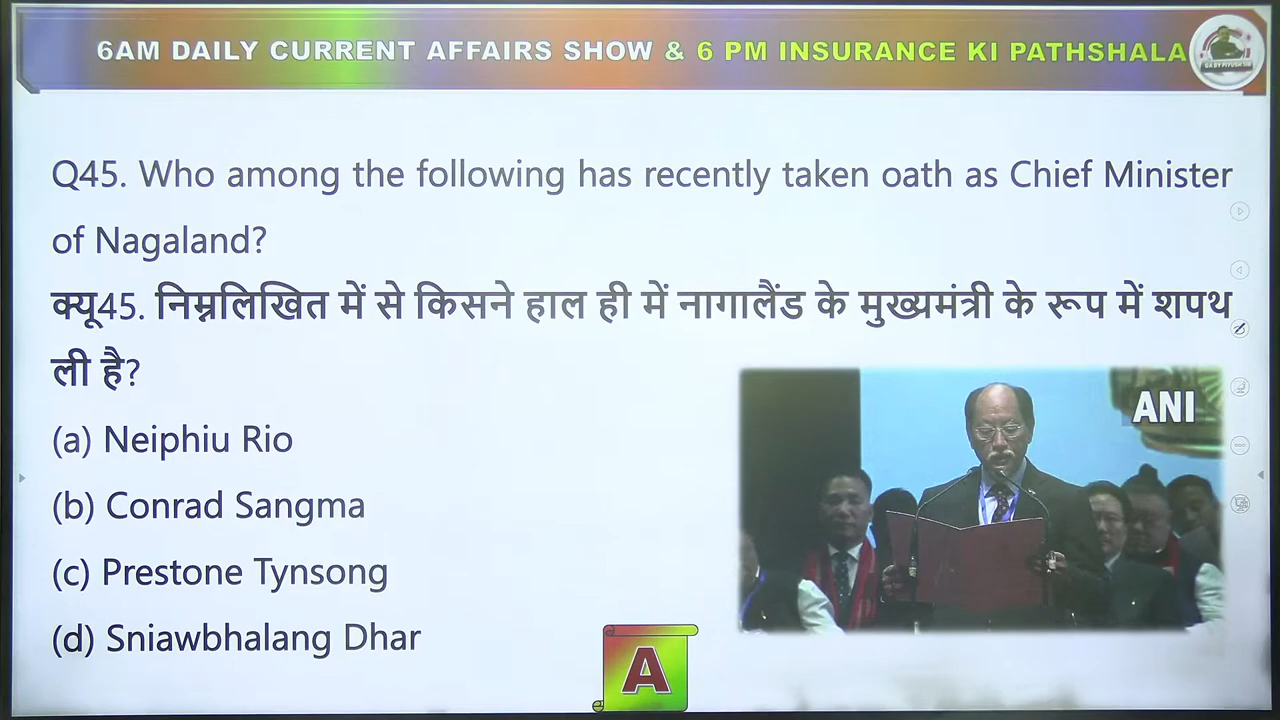 6AM DAILY CURRENT AFFAIRS SHOW & 6 PM INSURANCE KI PATHSHALA
Q45. Who among the following has recently taken oath as Chief Minister
of Nagaland?
क्यू45. निम्नलिखित में से किसने हाल ही में नागालैंड के मुख्यमंत्री के रूप में शपथ
ली है?
(a) Neiphiu Rio
ANI
(b) Conrad Sangma
(c) Prestone Tynsong
(d) Sniawbhalang Dhar
A